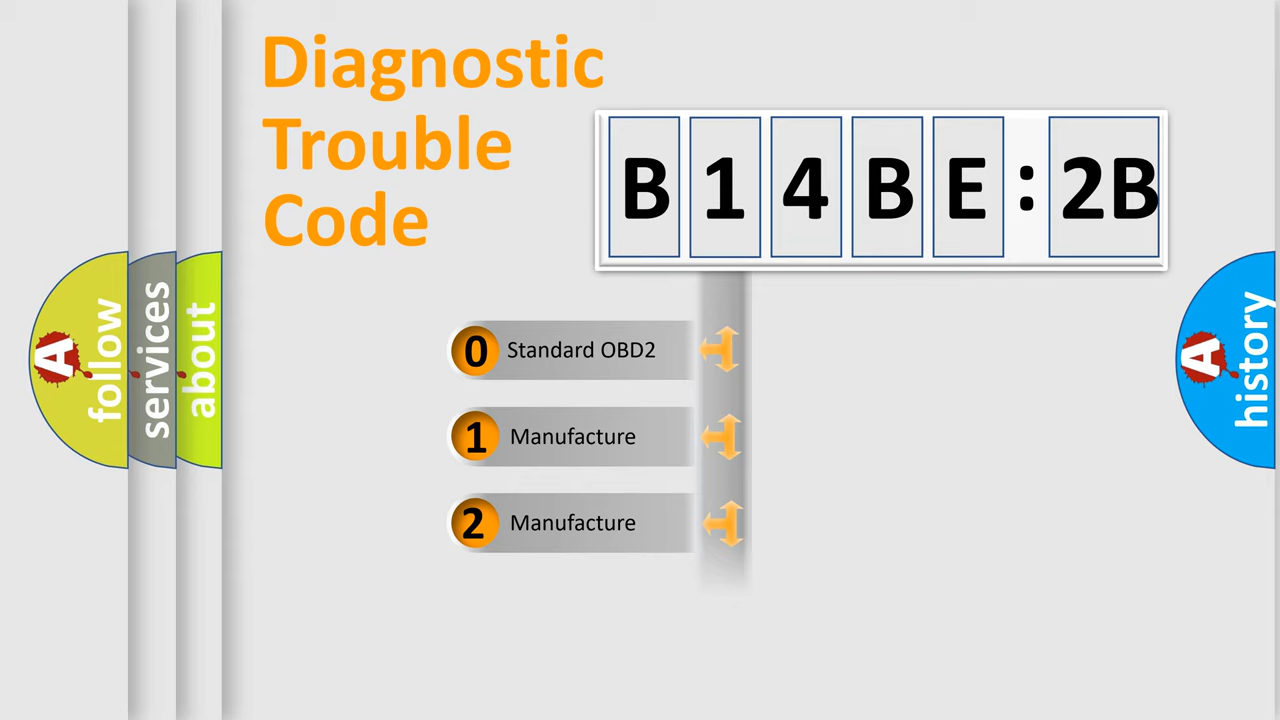 Diagnostic
Trouble
Code
B 1 4 B E : 2B
0 Standard OBD2
1 Manufacture
2 Manufacture
A follow
services
about
A history